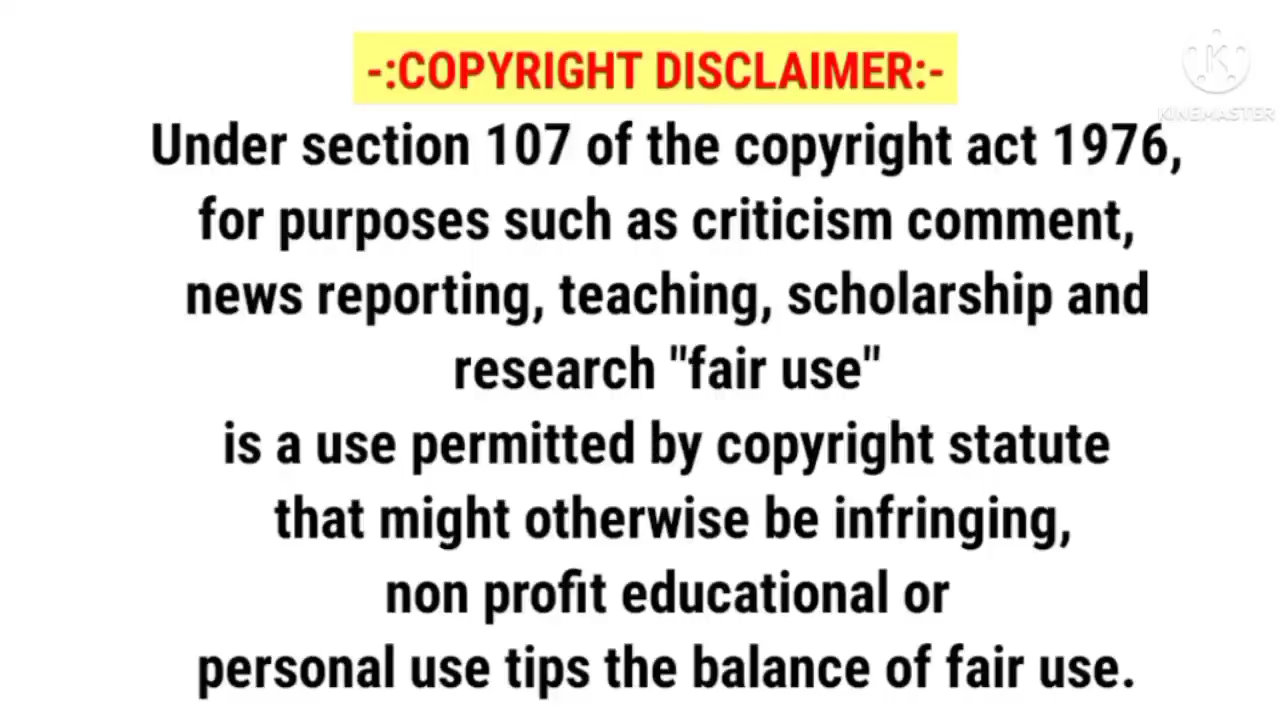 -:COPYRIGHT DISCLAIMER:-
K
KINEMASTER
Under section 107 of the copyright act 1976,
for purposes such as criticism comment,
news reporting, teaching, scholarship and
research "fair use"
is a use permitted by copyright statute
that might otherwise be infringing,
non profit educational or
personal use tips the balance of fair use.